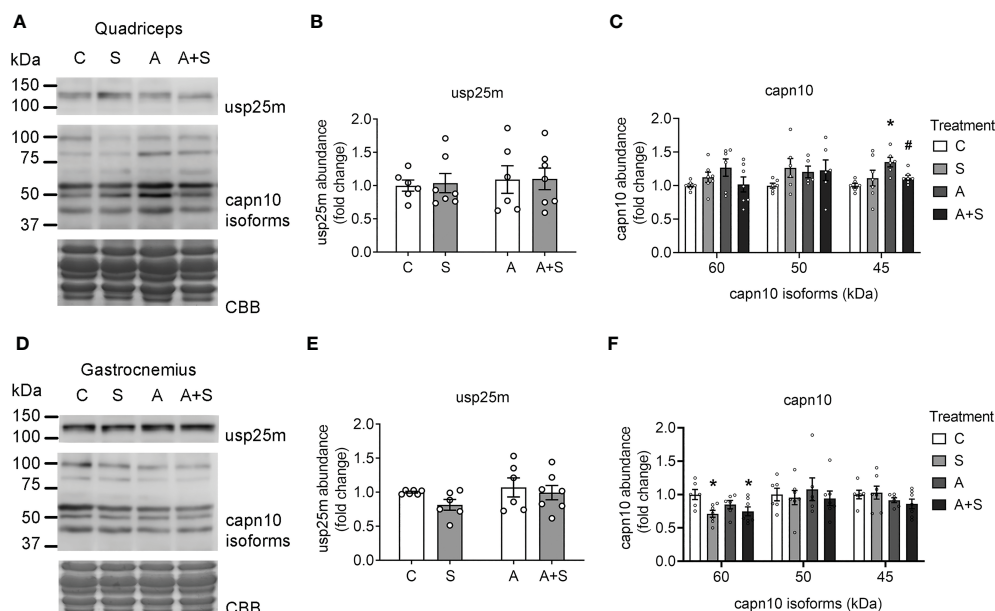 A
Quadriceps
kDa
C S A A+S
150
100
usp25m
100
75
50
37
capn10
isoforms
CBB
B
usp25m
usp25m abundance
(fold change)
2.0
1.5
1.0
0.5
0.0
C S A A+S
C
capn10
capn10 abundance
(fold change)
2.0
1.5
1.0
0.5
0.0
* #
60 50 45
capn10 isoforms (kDa)
Treatment
C
S
A
A+S
D
Gastrocnemius
kDa
C S A A+S
150
100
usp25m
100
75
50
37
capn10
isoforms
CBB
E
usp25m
usp25m abundance
(fold change)
2.0
1.5
1.0
0.5
0.0
C S A A+S
F
capn10
capn10 abundance
(fold change)
2.0
1.5
1.0
0.5
0.0
* *
60 50 45
capn10 isoforms (kDa)
Treatment
C
S
A
A+S